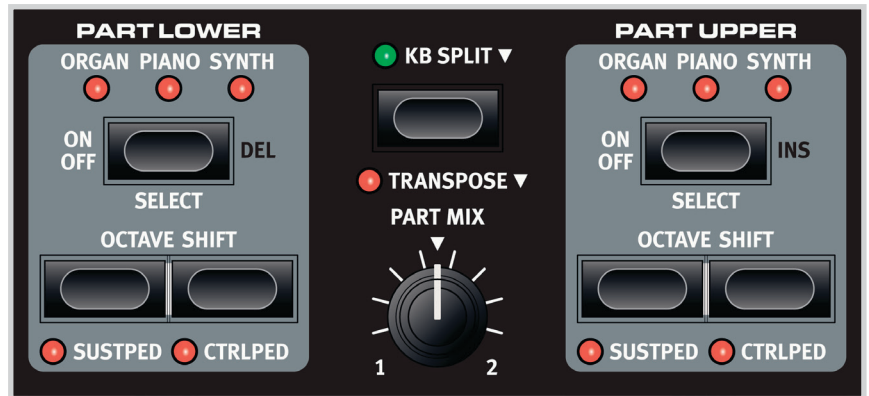 PART LOWER
ORGAN PIANO SYNTH
ON
OFF
DEL
SELECT
OCTAVE SHIFT
SUSTPED CTRLPED
KB SPLIT ▼
TRANSPOSE ▼
PART MIX
1 2
PART UPPER
ORGAN PIANO SYNTH
ON
OFF
INS
SELECT
OCTAVE SHIFT
SUSTPED CTRLPED